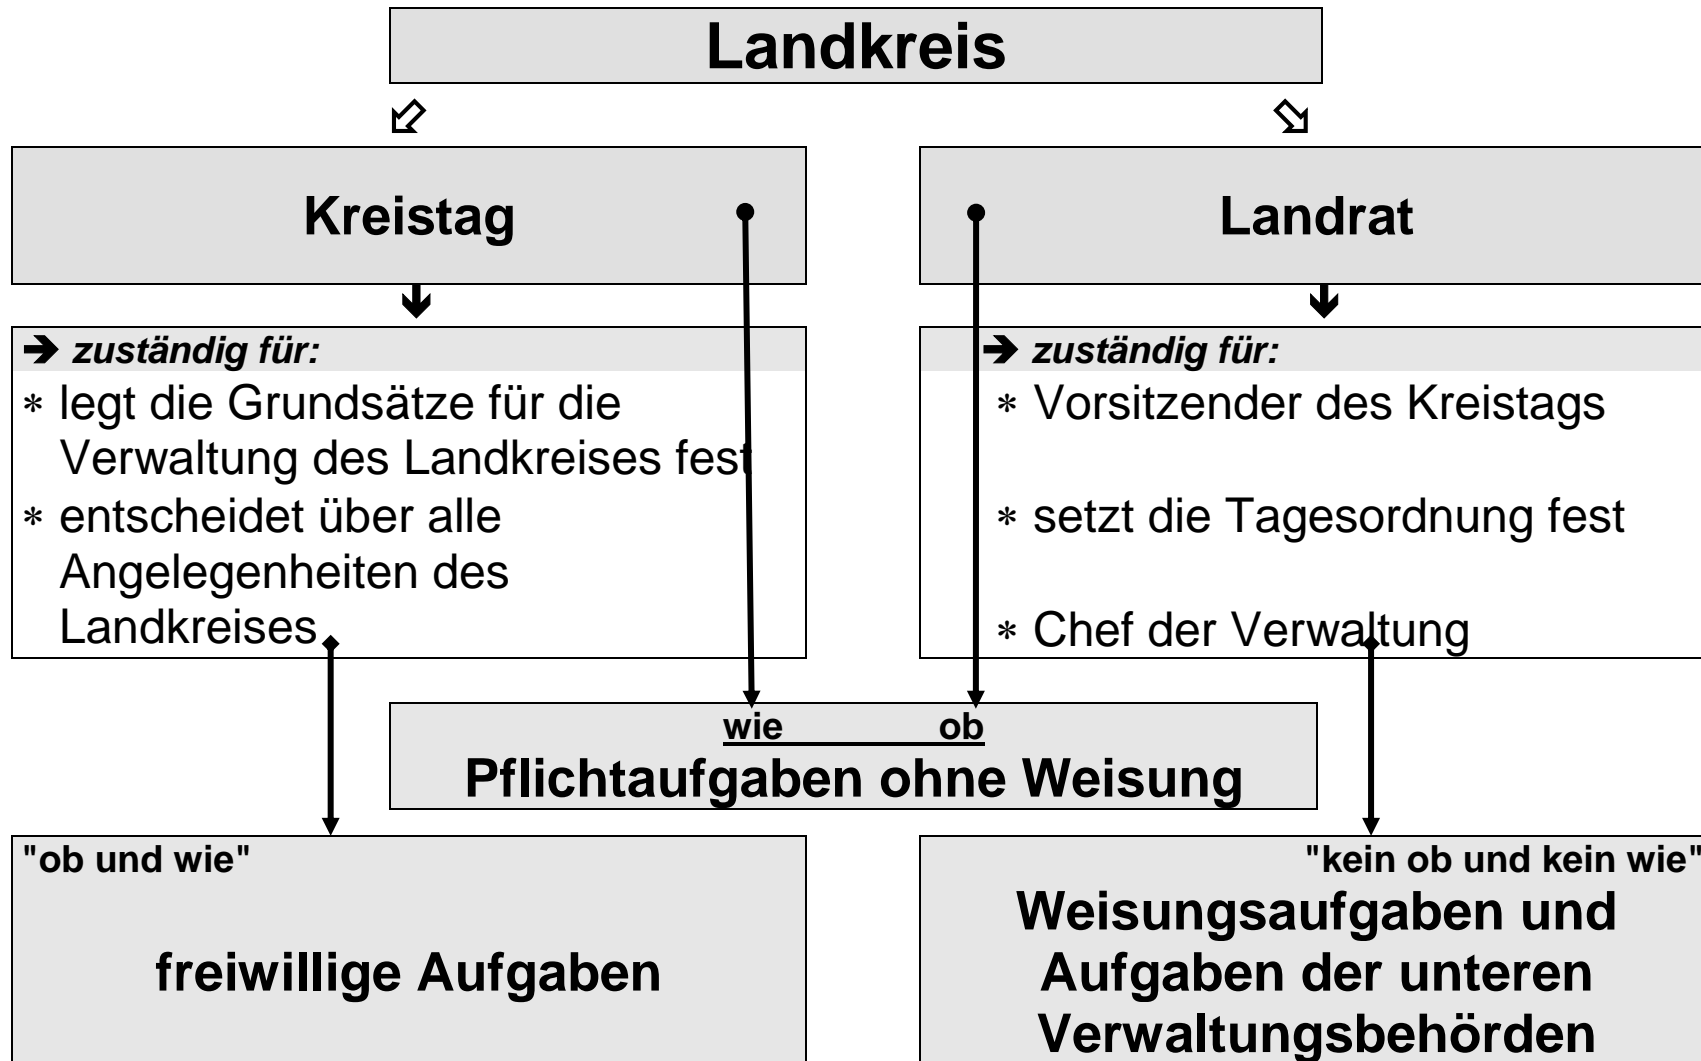 Landkreis
Kreistag
➔ zuständig für:
∗ legt die Grundsätze für die
Verwaltung des Landkreises fest
∗ entscheidet über alle
Angelegenheiten des
Landkreises
Landrat
➔ zuständig für:
∗ Vorsitzender des Kreistags
∗ setzt die Tagesordnung fest
∗ Chef der Verwaltung
wie ob
Pflichtaufgaben ohne Weisung
"ob und wie"
freiwillige Aufgaben
"kein ob und kein wie"
Weisungsaufgaben und
Aufgaben der unteren
Verwaltungsbehörden